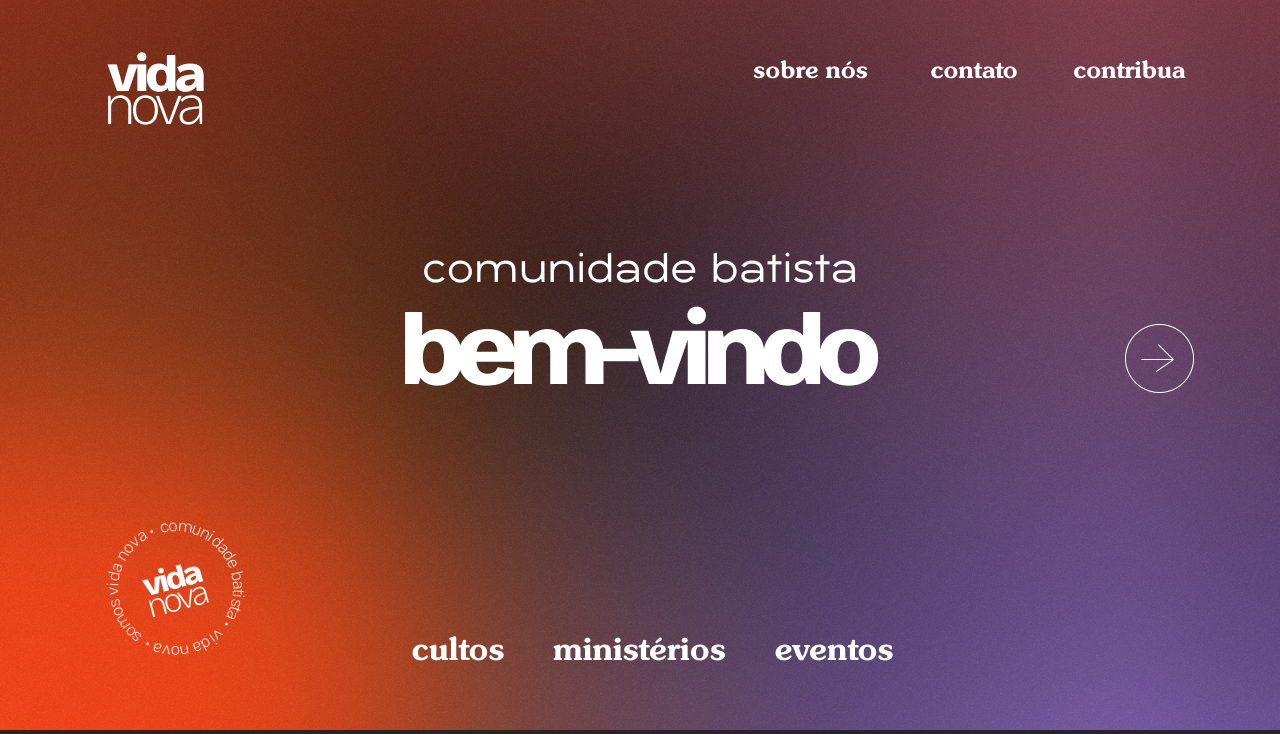 vida
nova
sobre nós contato contribua
comunidade batista
bem-vindo
comunidade batista • vida nova • somos vida nova •
vida
nova
cultos ministérios eventos